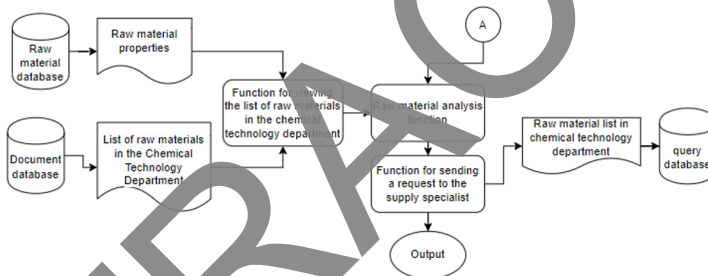 A
Raw
material
database
Raw material
properties
Function for viewing
the list of raw materials
in the chemical
technology department
Raw material analysis
function
Raw material list in
chemical technology
department
query
database
Document
database
List of raw materials
in the Chemical
Technology
Department
Function for sending
a request to the
supply specialist
Output